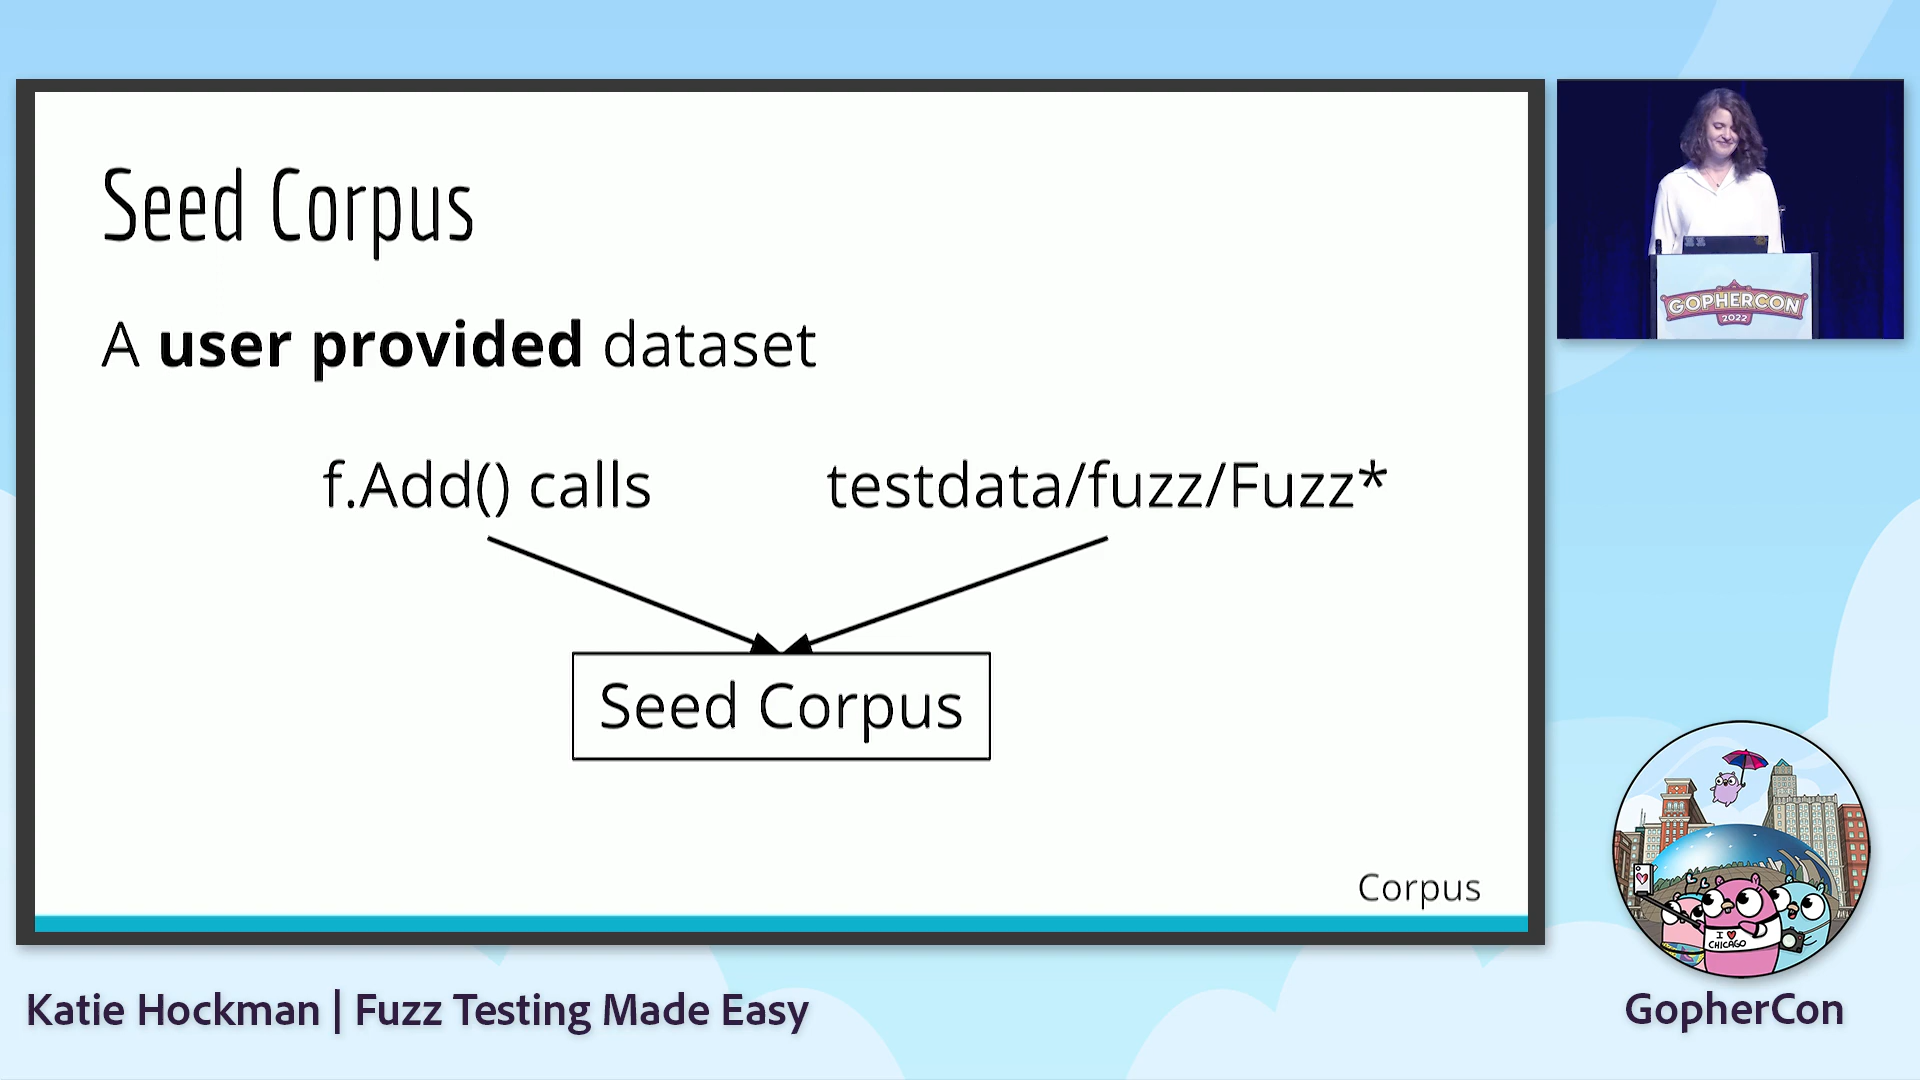 Seed Corpus
A user provided dataset
f.Add() calls
testdata/fuzz/Fuzz*
Seed Corpus
Corpus
GOPHERCON
2022
I
CHICAGO
Katie Hockman | Fuzz Testing Made Easy
GopherCon